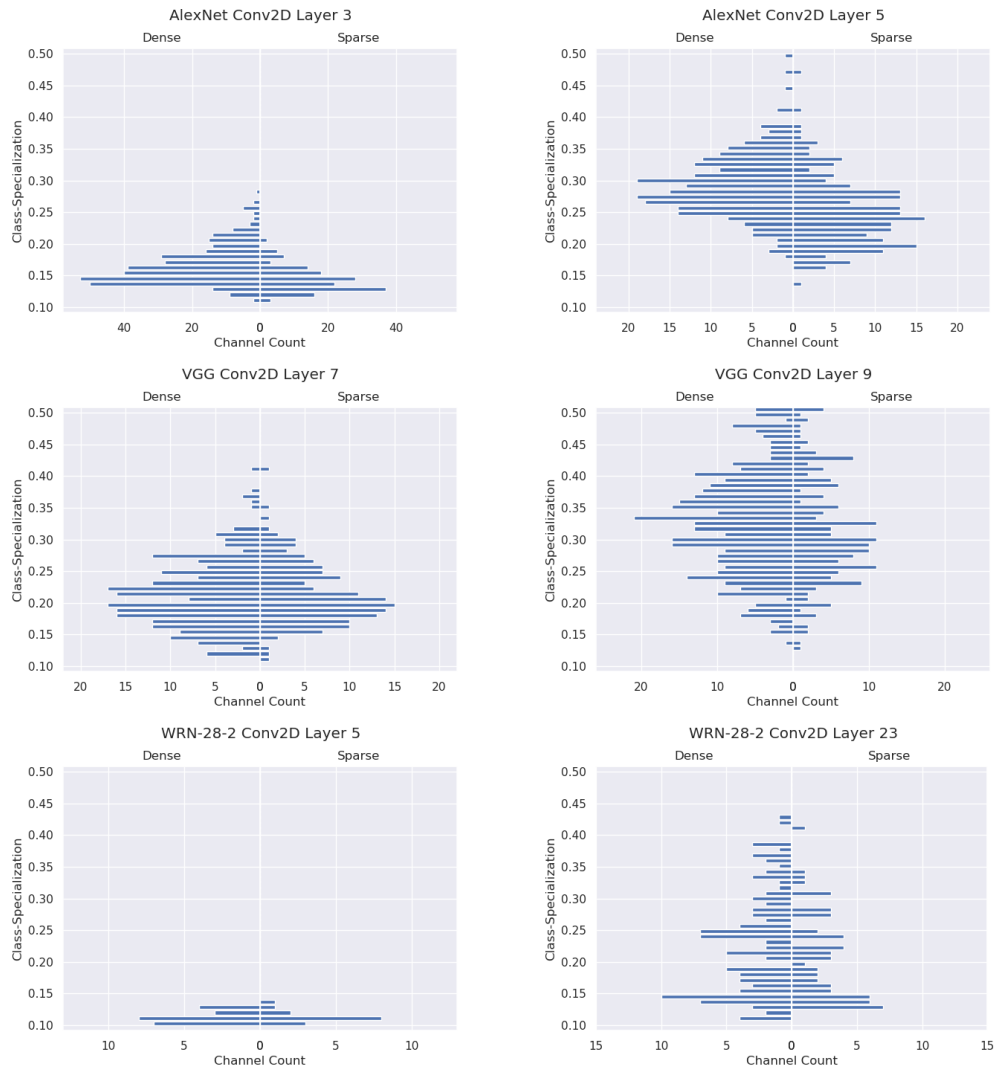 AlexNet Conv2D Layer 3
Dense Sparse
0.50
0.45
0.40
0.35
0.30
0.25
0.20
0.15
0.10
Class-Specialization
40 20 0 0 20 40
Channel Count
AlexNet Conv2D Layer 5
Dense Sparse
0.50
0.45
0.40
0.35
0.30
0.25
0.20
0.15
0.10
Class-Specialization
20 15 10 5 0 0 5 10 15 20
Channel Count
VGG Conv2D Layer 7
Dense Sparse
0.50
0.45
0.40
0.35
0.30
0.25
0.20
0.15
0.10
Class-Specialization
20 15 10 5 0 0 5 10 15 20
Channel Count
VGG Conv2D Layer 9
Dense Sparse
0.50
0.45
0.40
0.35
0.30
0.25
0.20
0.15
0.10
Class-Specialization
20 10 0 0 10 20
Channel Count
WRN-28-2 Conv2D Layer 5
Dense Sparse
0.50
0.45
0.40
0.35
0.30
0.25
0.20
0.15
0.10
Class-Specialization
10 5 0 0 5 10
Channel Count
WRN-28-2 Conv2D Layer 23
Dense Sparse
0.50
0.45
0.40
0.35
0.30
0.25
0.20
0.15
0.10
Class-Specialization
15 10 5 0 0 5 10 15
Channel Count